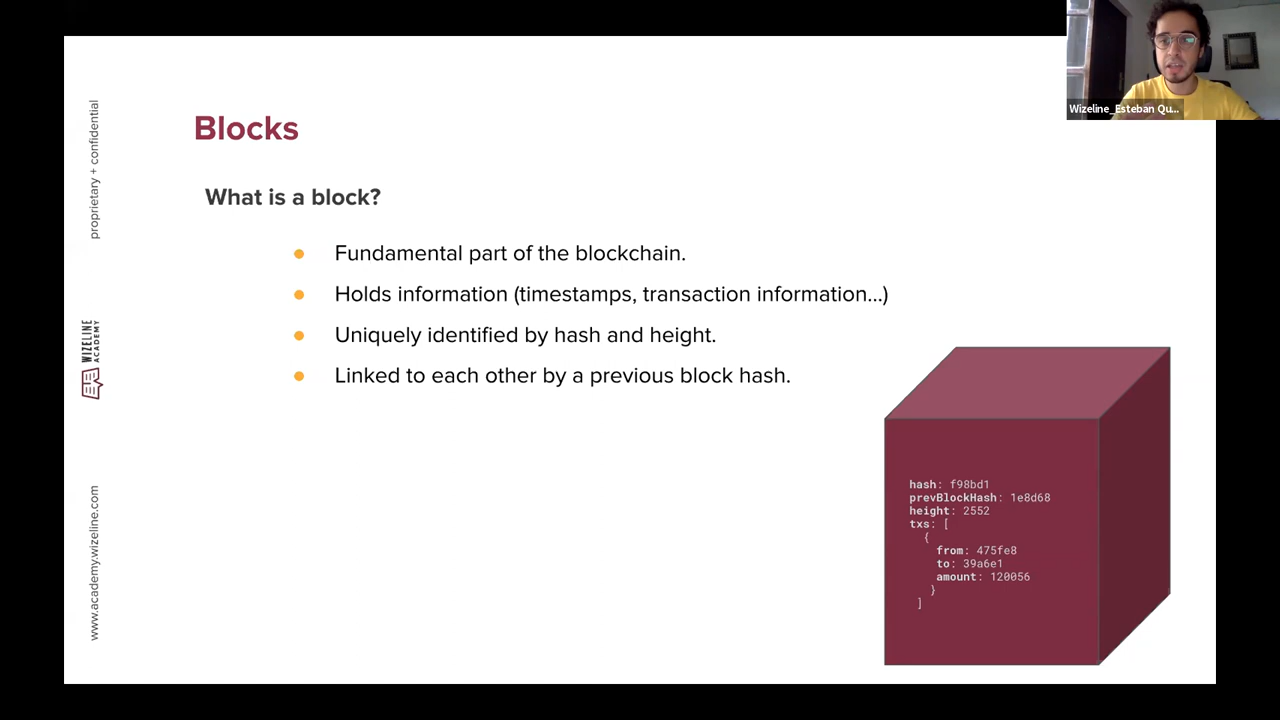 Wizeline_Esteban Qu...
proprietary + confidential
WIZELINE
ACADEMY
www.academy.wizeline.com
Blocks
What is a block?
● Fundamental part of the blockchain.
● Holds information (timestamps, transaction information...)
● Uniquely identified by hash and height.
● Linked to each other by a previous block hash.
hash: f98bd1
prevBlockHash: 1e8d68
height: 2552
txs: [
{
from: 475fe8
to: 39a6e1
amount: 120056
}
]